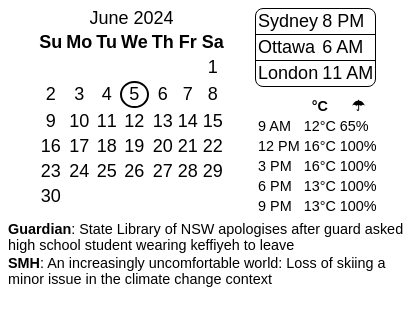 June 2024
Su Mo Tu We Th Fr Sa
1
2 3 4 5 6 7 8
9 10 11 12 13 14 15
16 17 18 19 20 21 22
23 24 25 26 27 28 29
30
Sydney 8 PM
Ottawa 6 AM
London 11 AM
°C ☂
9 AM 12°C 65%
12 PM 16°C 100%
3 PM 16°C 100%
6 PM 13°C 100%
9 PM 13°C 100%
Guardian: State Library of NSW apologises after guard asked
high school student wearing keffiyeh to leave
SMH: An increasingly uncomfortable world: Loss of skiing a
minor issue in the climate change context